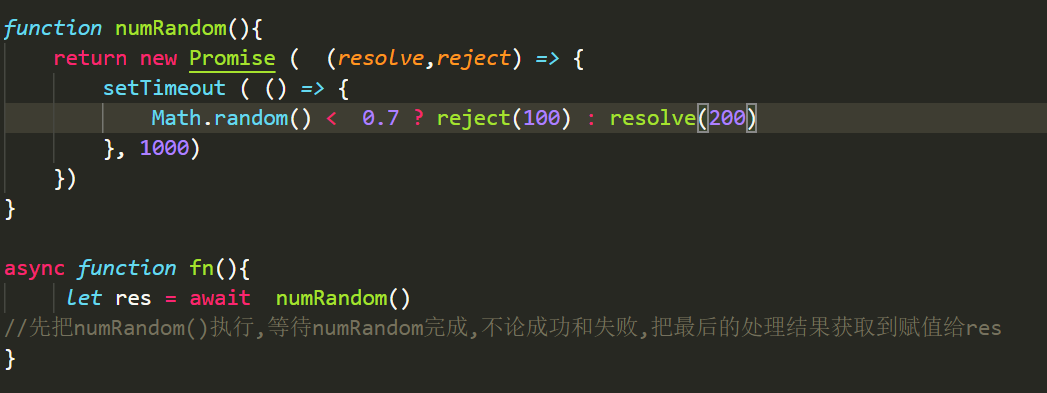 function numRandom(){
    return new Promise (  (resolve,reject) => {
        setTimeout ( () => {
            Math.random() <  0.7 ? reject(100) : resolve(200)
        }, 1000)
    })
}

async function fn(){
     let res = await  numRandom()
//先把numRandom()执行,等待numRandom完成,不论成功和失败,把最后的处理结果获取到赋值给res
}